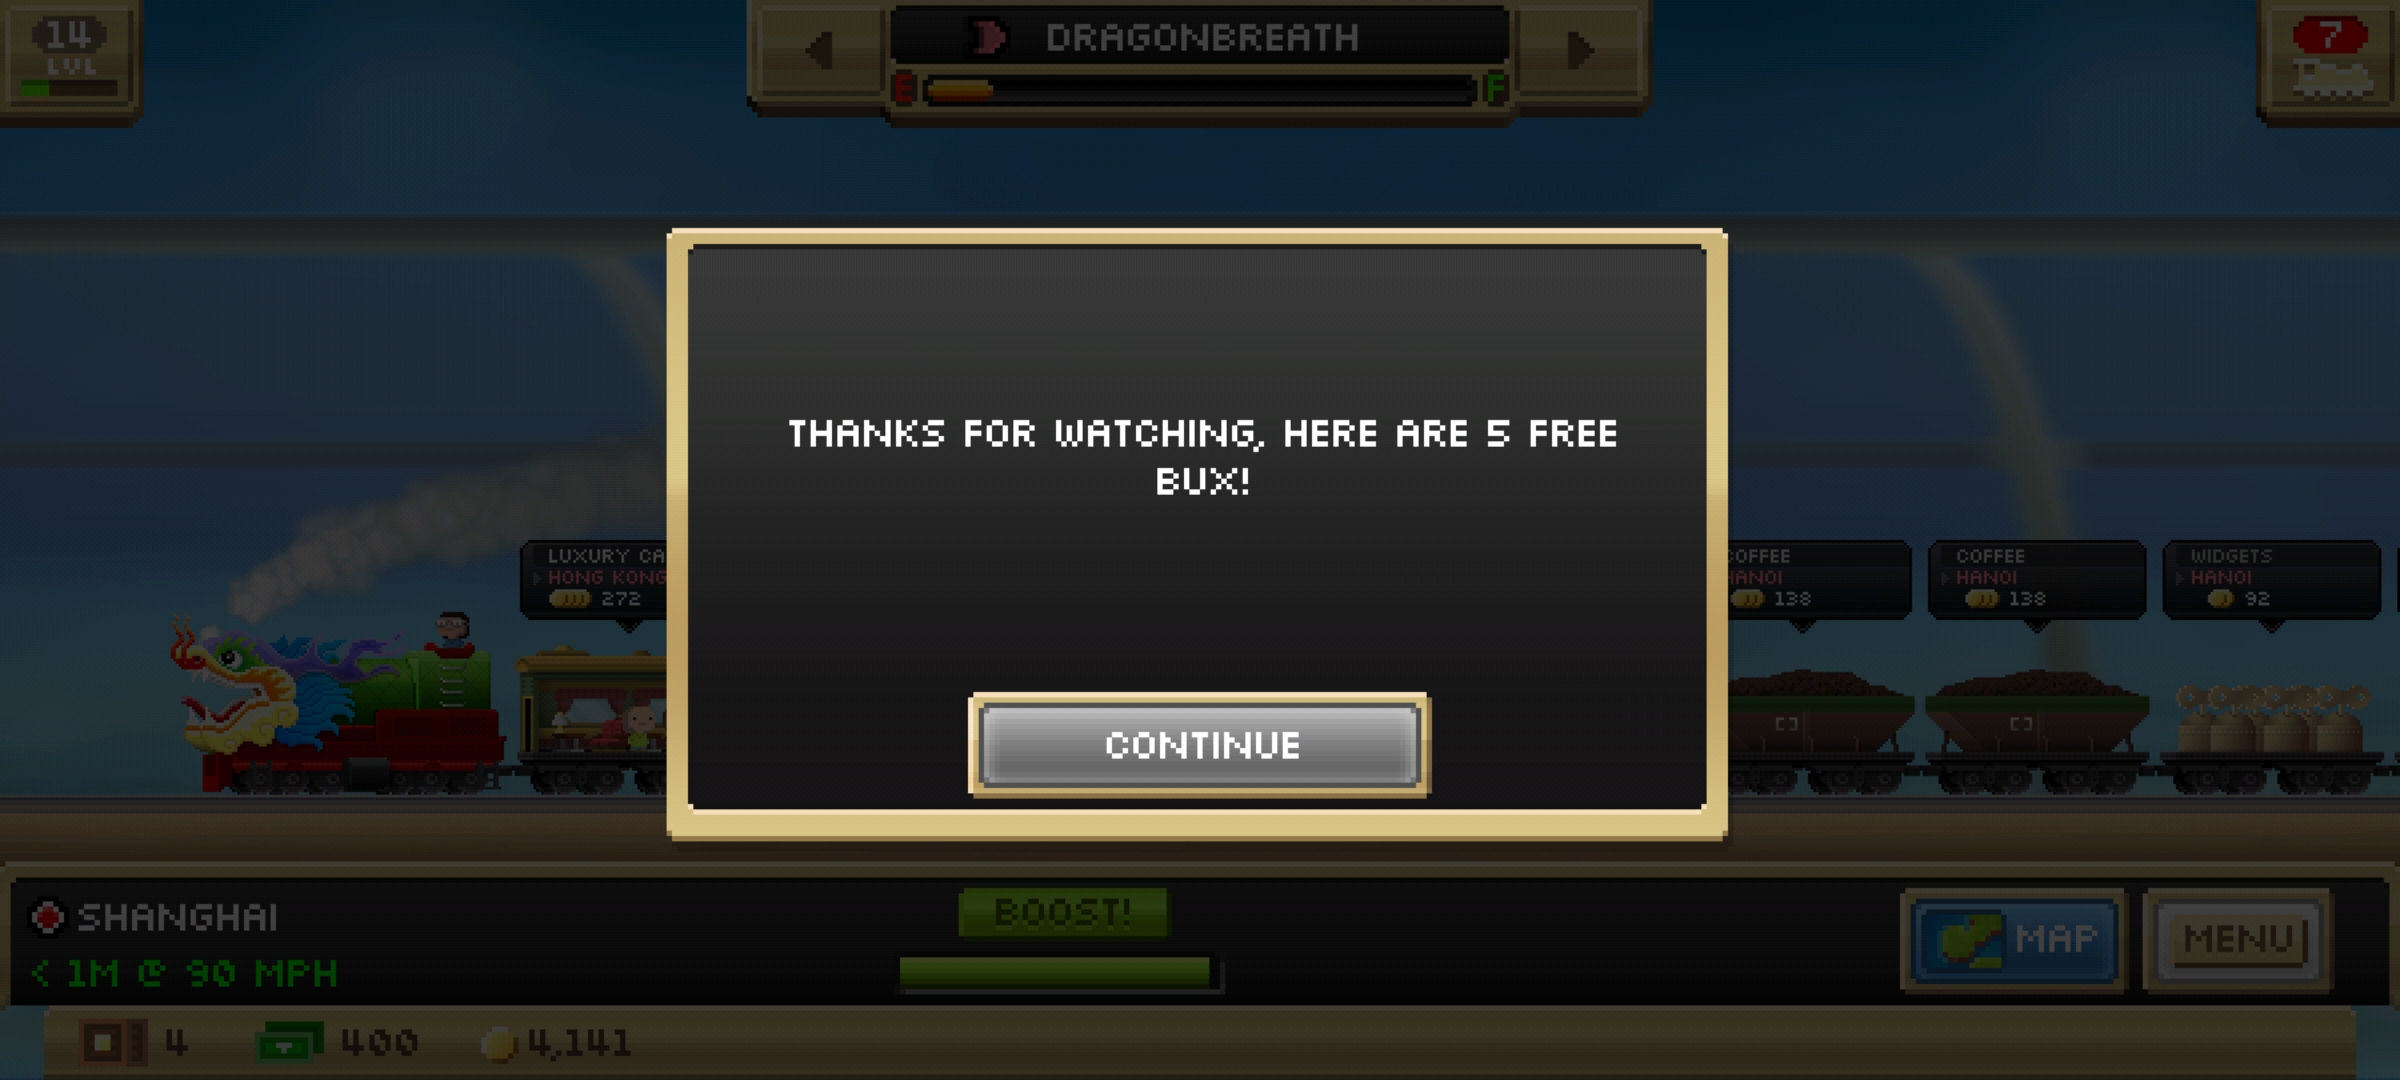 14
LVL
DRAGONBREATH
E F
7
THANKS FOR WATCHING, HERE ARE 5 FREE
BUX!
CONTINUE
LUXURY CA
HONG KONG
272
COFFEE
HANOI
138
COFFEE
HANOI
138
WIDGETS
HANOI
92
SHANGHAI
< 1M @ 90 MPH
BOOST!
MAP
MENU
4 400 4,141